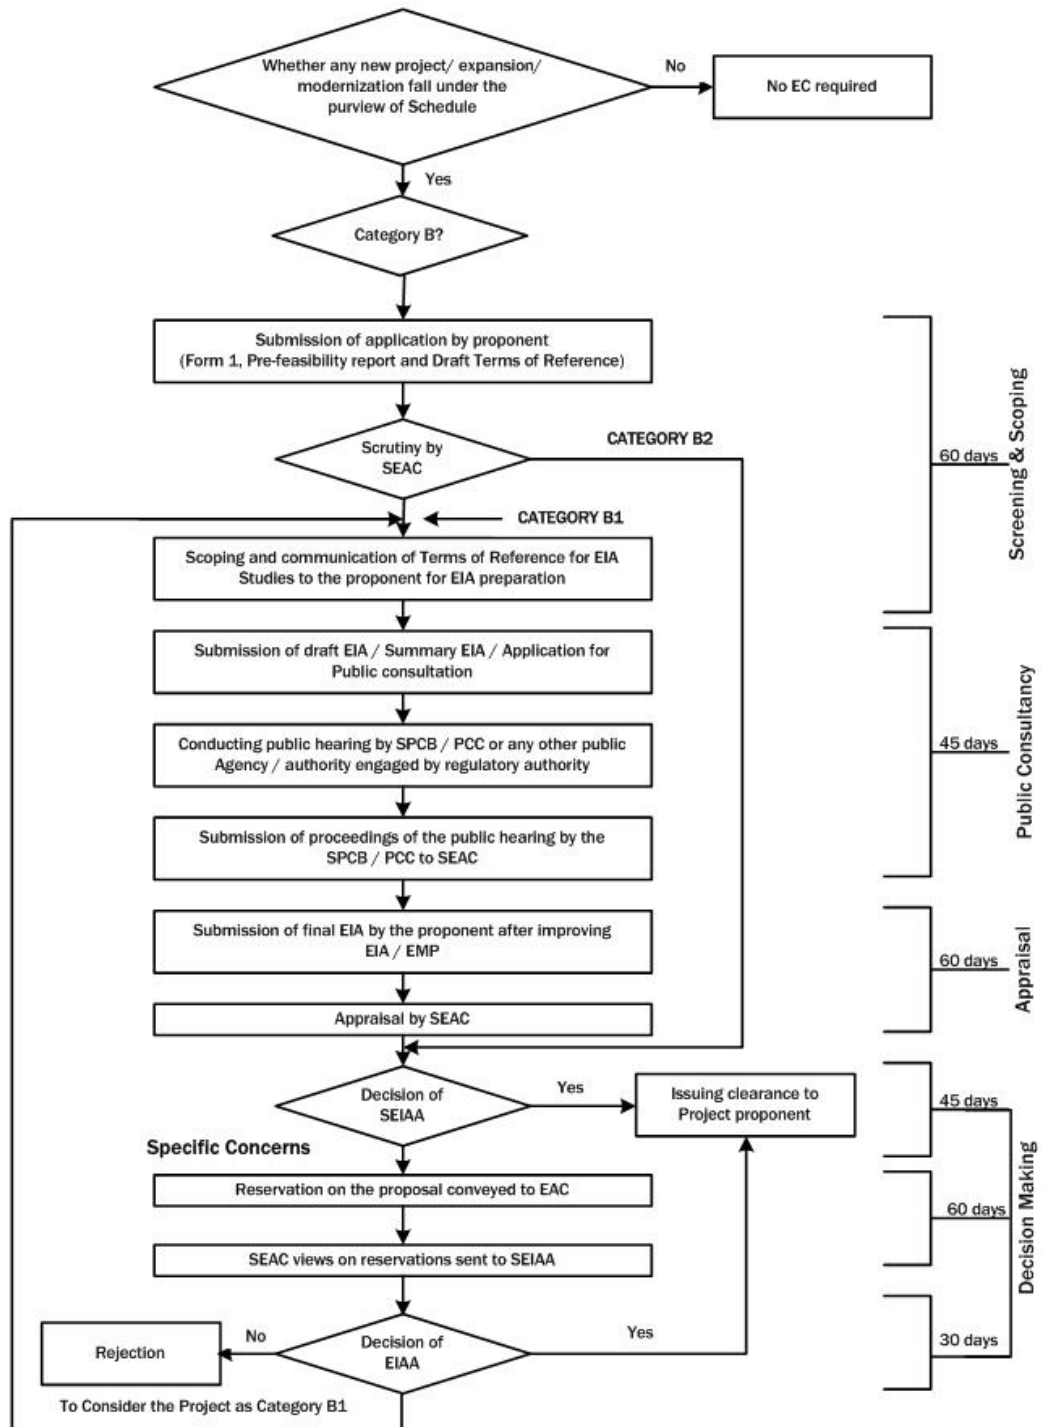 Whether any new project/ expansion/
modernization fall under the
purview of Schedule
No
No EC required
Yes
Category B?
Submission of application by proponent
(Form 1, Pre-feasibility report and Draft Terms of Reference)
Scrutiny by
SEAC
CATEGORY B2
CATEGORY B1
Scoping and communication of Terms of Reference for EIA
Studies to the proponent for EIA preparation
Submission of draft EIA / Summary EIA / Application for
Public consultation
Conducting public hearing by SPCB / PCC or any other public
Agency / authority engaged by regulatory authority
Submission of proceedings of the public hearing by the
SPCB / PCC to SEAC
Submission of final EIA by the proponent after improving
EIA / EMP
Appraisal by SEAC
Decision of
SEIAA
Yes
Issuing clearance to
Project proponent
Specific Concerns
Reservation on the proposal conveyed to EAC
SEAC views on reservations sent to SEIAA
Decision of
EIAA
No
Rejection
Yes
To Consider the Project as Category B1
60 days
Screening & Scoping
45 days
Public Consultancy
60 days
Appraisal
45 days
60 days
30 days
Decision Making